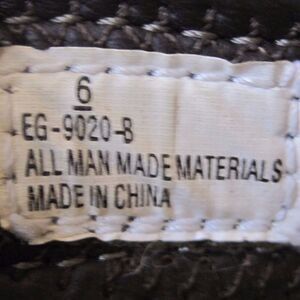 6
EG-9020-B
ALL MAN MADE MATERIALS
MADE IN CHINA